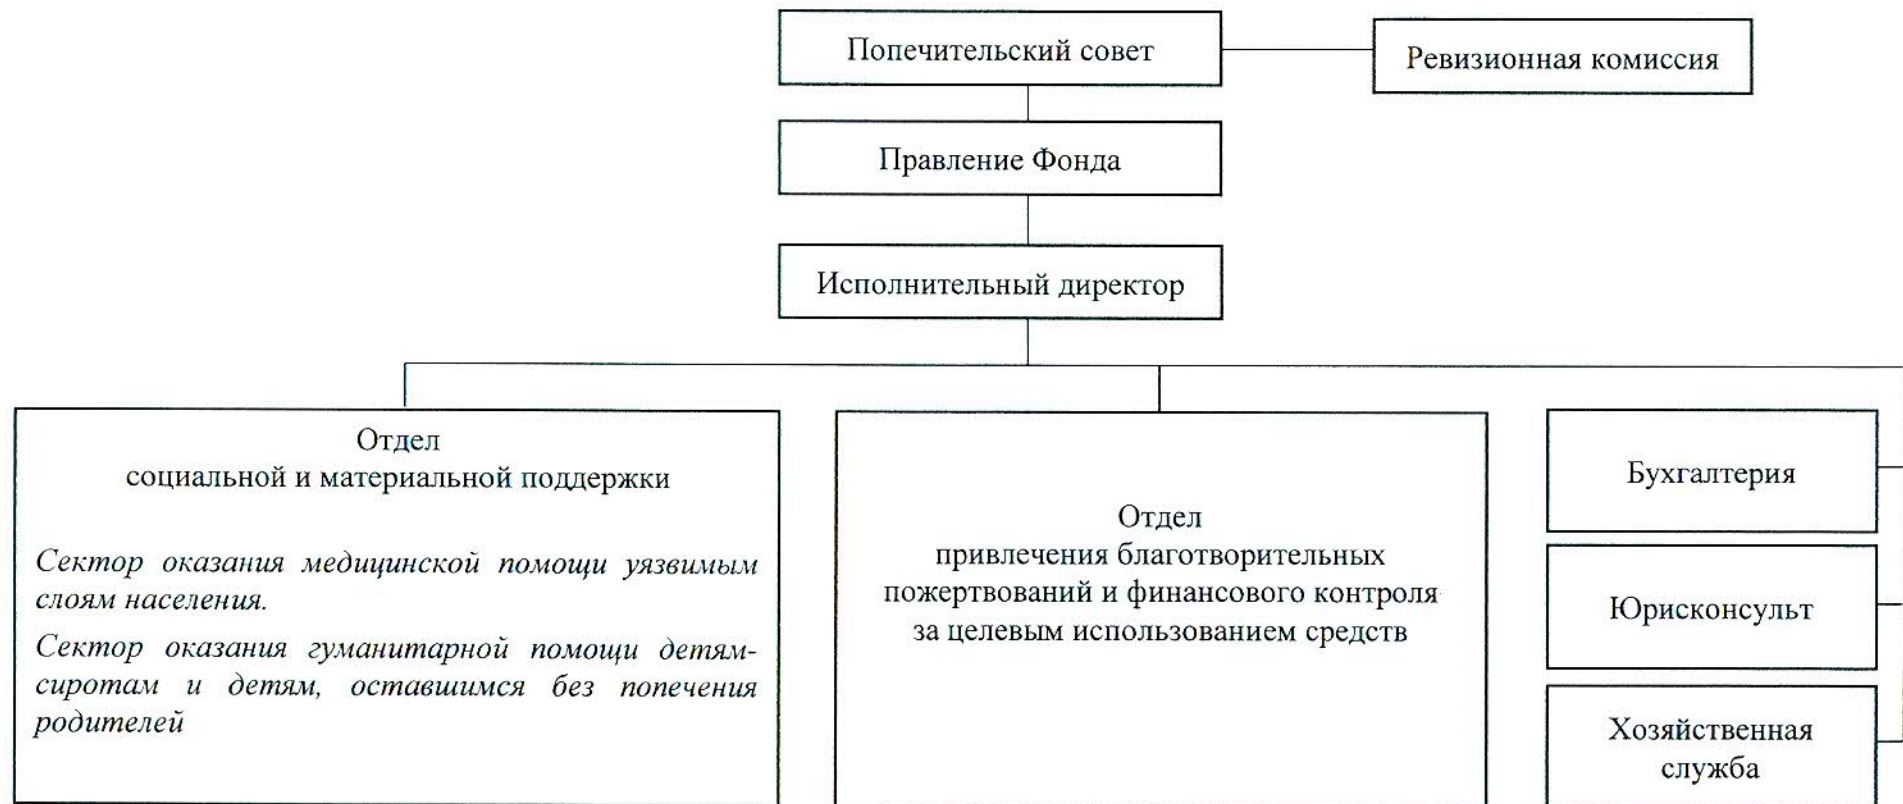 Попечительский совет
Ревизионная комиссия
Правление Фонда
Исполнительный директор
Отдел
социальной и материальной поддержки
Сектор оказания медицинской помощи уязвимым
слоям населения.
Сектор оказания гуманитарной помощи детям-
сиротам и детям, оставшимся без попечения
родителей
Отдел
привлечения благотворительных
пожертвований и финансового контроля
за целевым использованием средств
Бухгалтерия
Юрисконсульт
Хозяйственная
служба